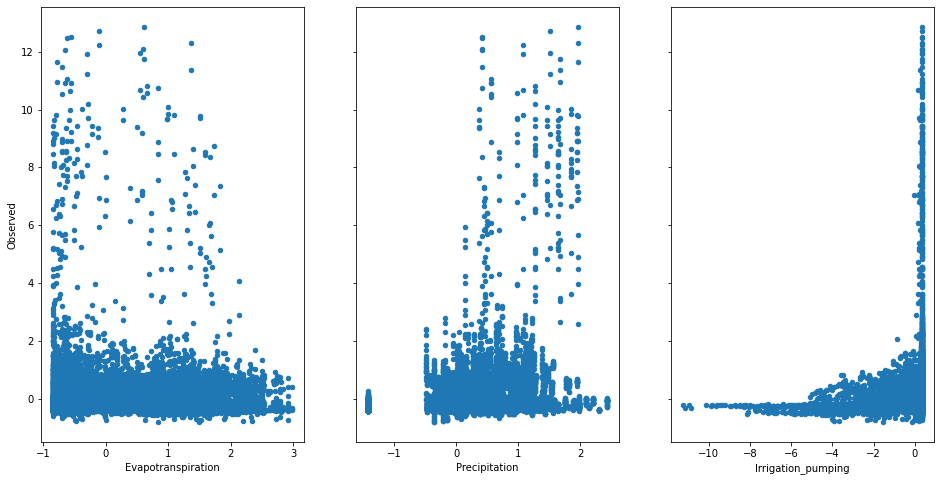 Observed
12
10
8
6
4
2
0
−1 0 1 2 3
−1 0 1 2
−10 −8 −6 −4 −2 0
Evapotranspiration
Precipitation
Irrigation_pumping